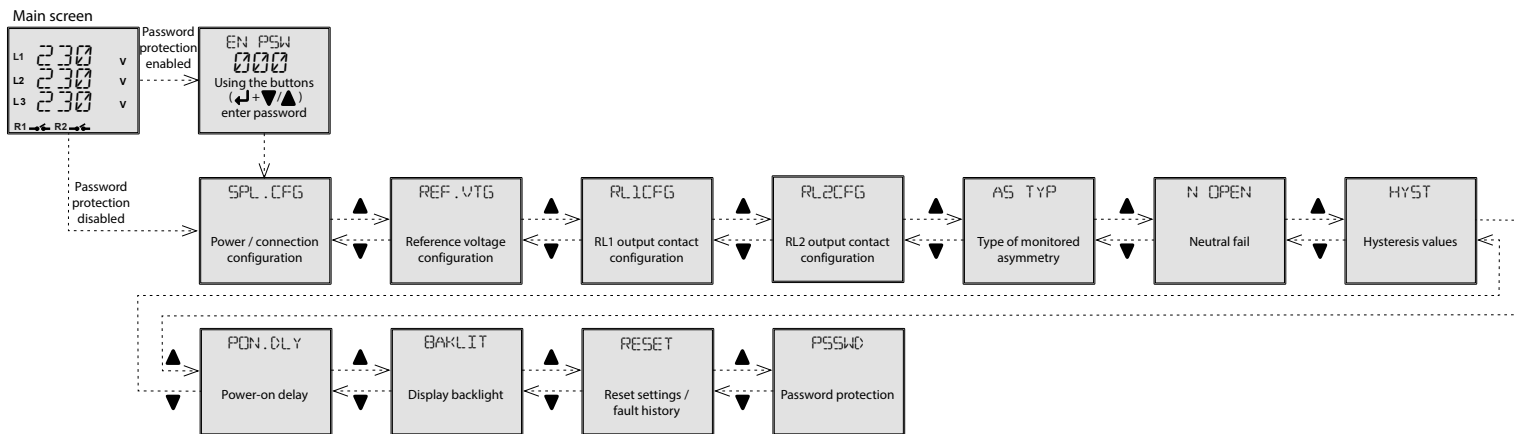 Main screen
L1 230 V
L2 230 V
L3 230 V
R1 R2
Password
protection
enabled
EN PSW
000
Using the buttons
(↵+▼/▲)
enter password
Password
protection
disabled
SPL.CFG
Power / connection
configuration
REF.VTG
Reference voltage
configuration
RL1CFG
RL1 output contact
configuration
RL2CFG
RL2 output contact
configuration
AS TYP
Type of monitored
asymmetry
N OPEN
Neutral fail
HYST
Hysteresis values
PON.DLY
Power-on delay
BAKLIT
Display backlight
RESET
Reset settings /
fault history
PSSWD
Password protection